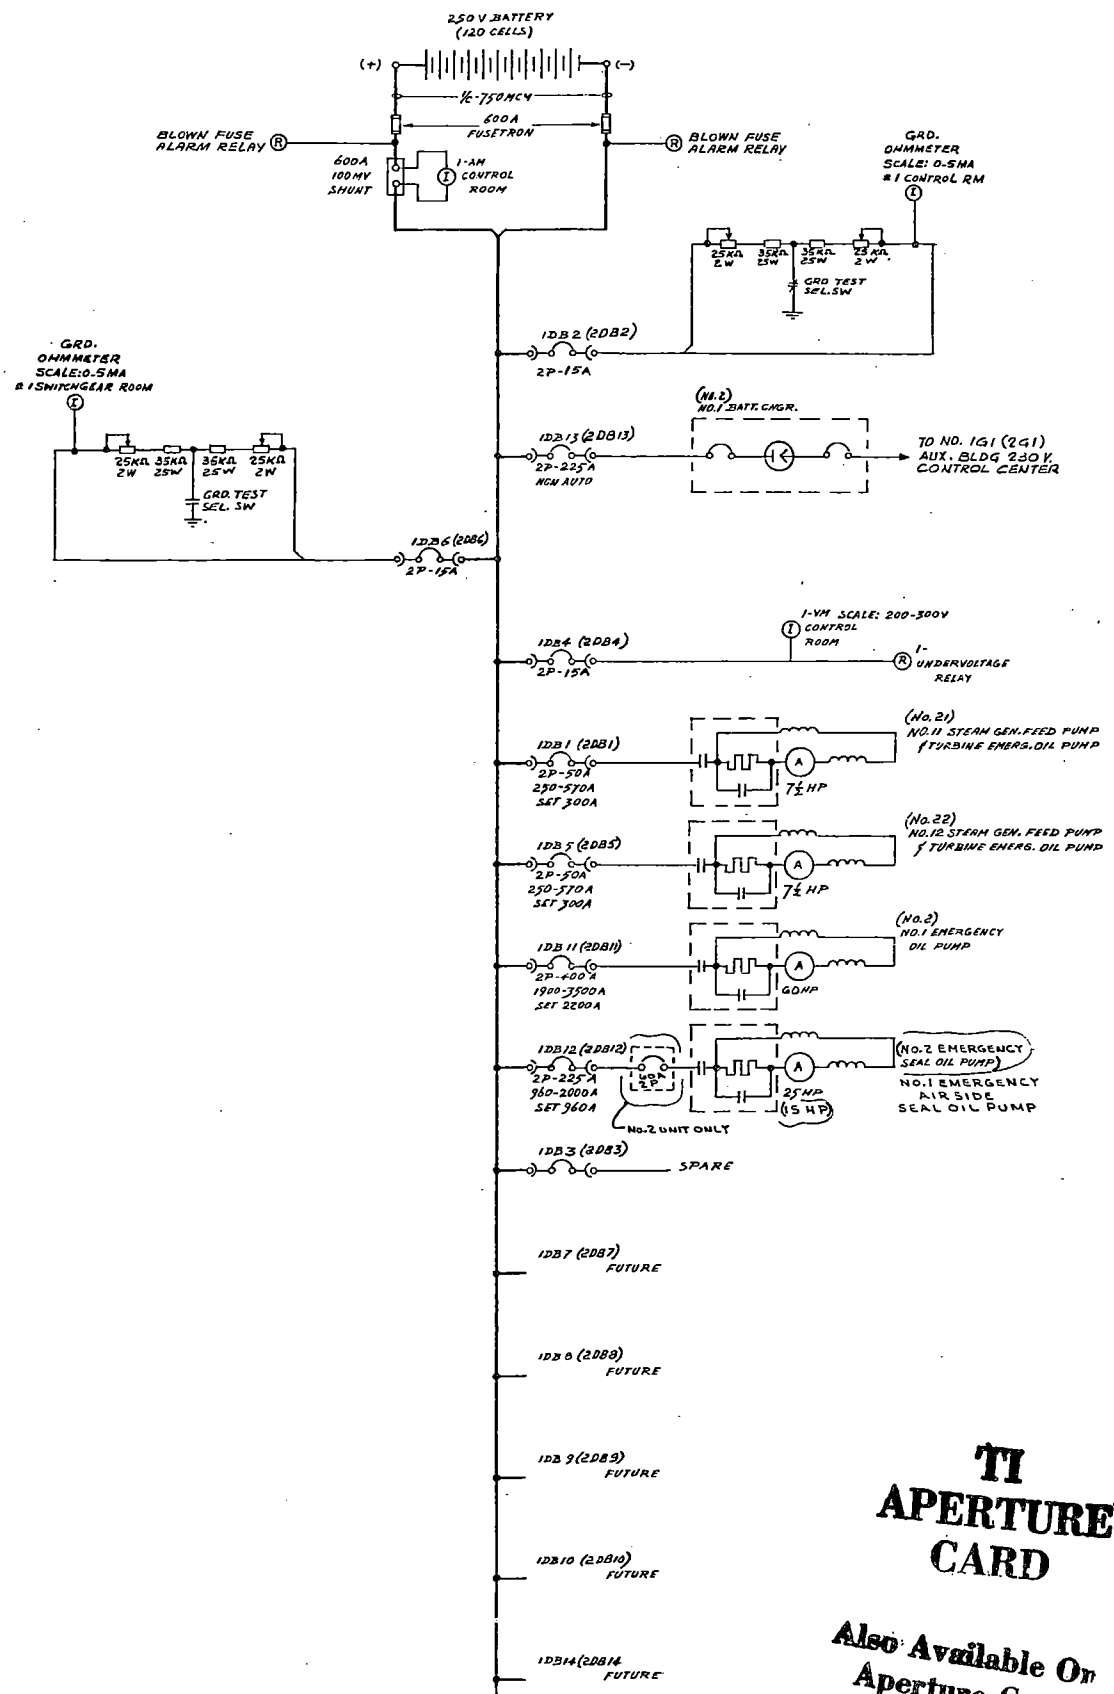 250 V BATTERY
(120 CELLS)
(+)
(-)
1/C-750MCM
600A
FUSETRON
BLOWN FUSE
ALARM RELAY
R
R
BLOWN FUSE
ALARM RELAY
600A
100MV
SHUNT
I
1-AM
CONTROL
ROOM
GRD.
OHMMETER
SCALE: 0-5MA
#1 CONTROL RM
I
25KΩ
2W
35KΩ
25W
35KΩ
25W
25KΩ
2W
GRD TEST
SEL.SW
1DB2 (2DB2)
2P-15A
GRD.
OHMMETER
SCALE:0-5MA
#1 SWITCHGEAR ROOM
I
25KΩ
2W
35KΩ
25W
35KΩ
25W
25KΩ
2W
GRD. TEST
SEL. SW
(NO.2)
NO.1 BATT. CHGR.
1DB13 (2DB13)
2P-225A
NON AUTO
TO NO. 1G1 (2G1)
AUX. BLDG 230 V.
CONTROL CENTER
1DB6 (2DB6)
2P-15A
1DB4 (2DB4)
2P-15A
I
1-VM SCALE: 200-300V
CONTROL
ROOM
R
1-
UNDERVOLTAGE
RELAY
1DB1 (2DB1)
2P-50A
250-570A
SET 300A
A
7½ HP
(NO.21)
NO.11 STEAM GEN. FEED PUMP
& TURBINE EMERG. OIL PUMP
1DB5 (2DB5)
2P-50A
250-570A
SET 300A
A
7½ HP
(NO.22)
NO.12 STEAM GEN. FEED PUMP
& TURBINE EMERG. OIL PUMP
1DB11 (2DB11)
2P-400A
1900-3500A
SET 2200A
A
60HP
(NO.2)
NO.1 EMERGENCY
OIL PUMP
1DB12 (2DB12)
2P-225A
960-2000A
SET 960A
60A
2P
NO.2 UNIT ONLY
A
25 HP
(15 HP)
(NO.2 EMERGENCY
SEAL OIL PUMP)
NO.1 EMERGENCY
AIR SIDE
SEAL OIL PUMP
1DB3 (2DB3)
SPARE
1DB7 (2DB7)
FUTURE
1DB8 (2DB8)
FUTURE
1DB9 (2DB9)
FUTURE
1DB10 (2DB10)
FUTURE
1DB14 (2DB14
FUTURE
TI
APERTURE
CARD
Also Available On
Aperture